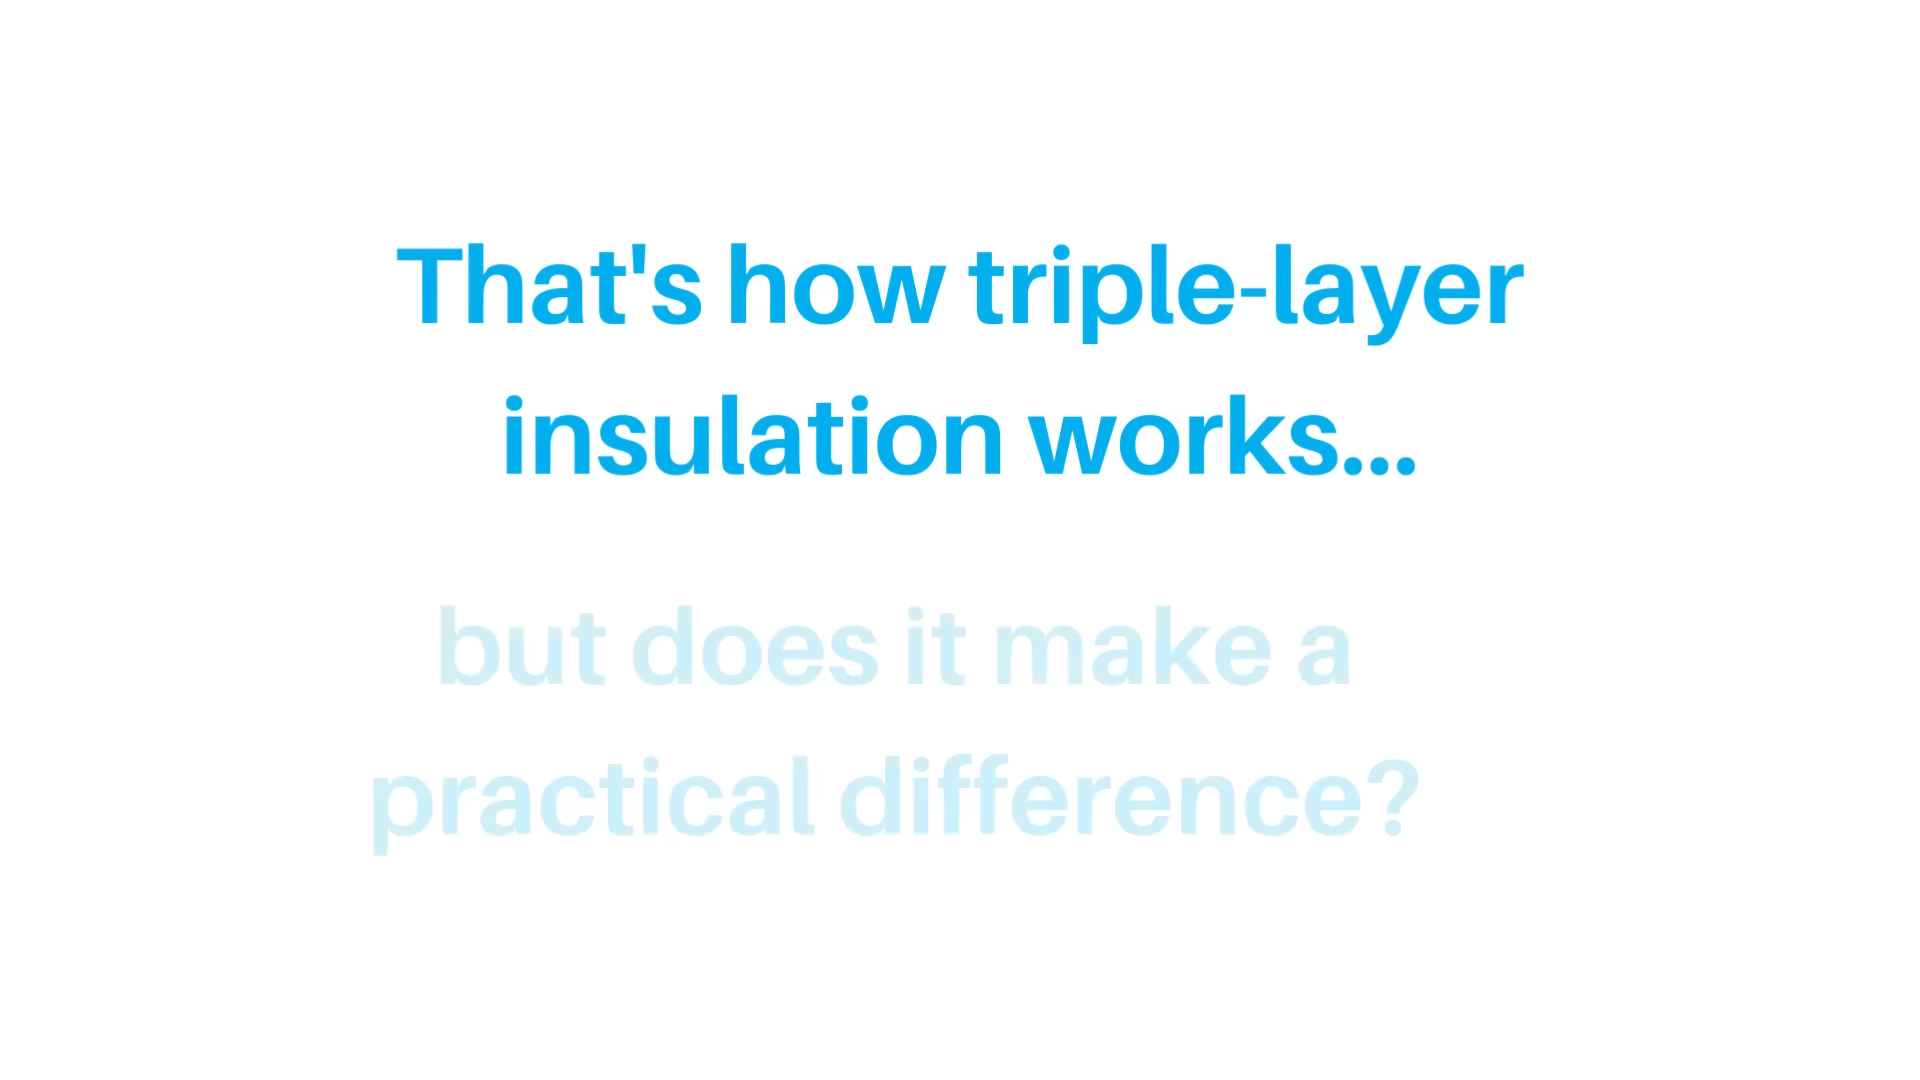 That's how triple-layer
insulation works...
but does it make a
practical difference?